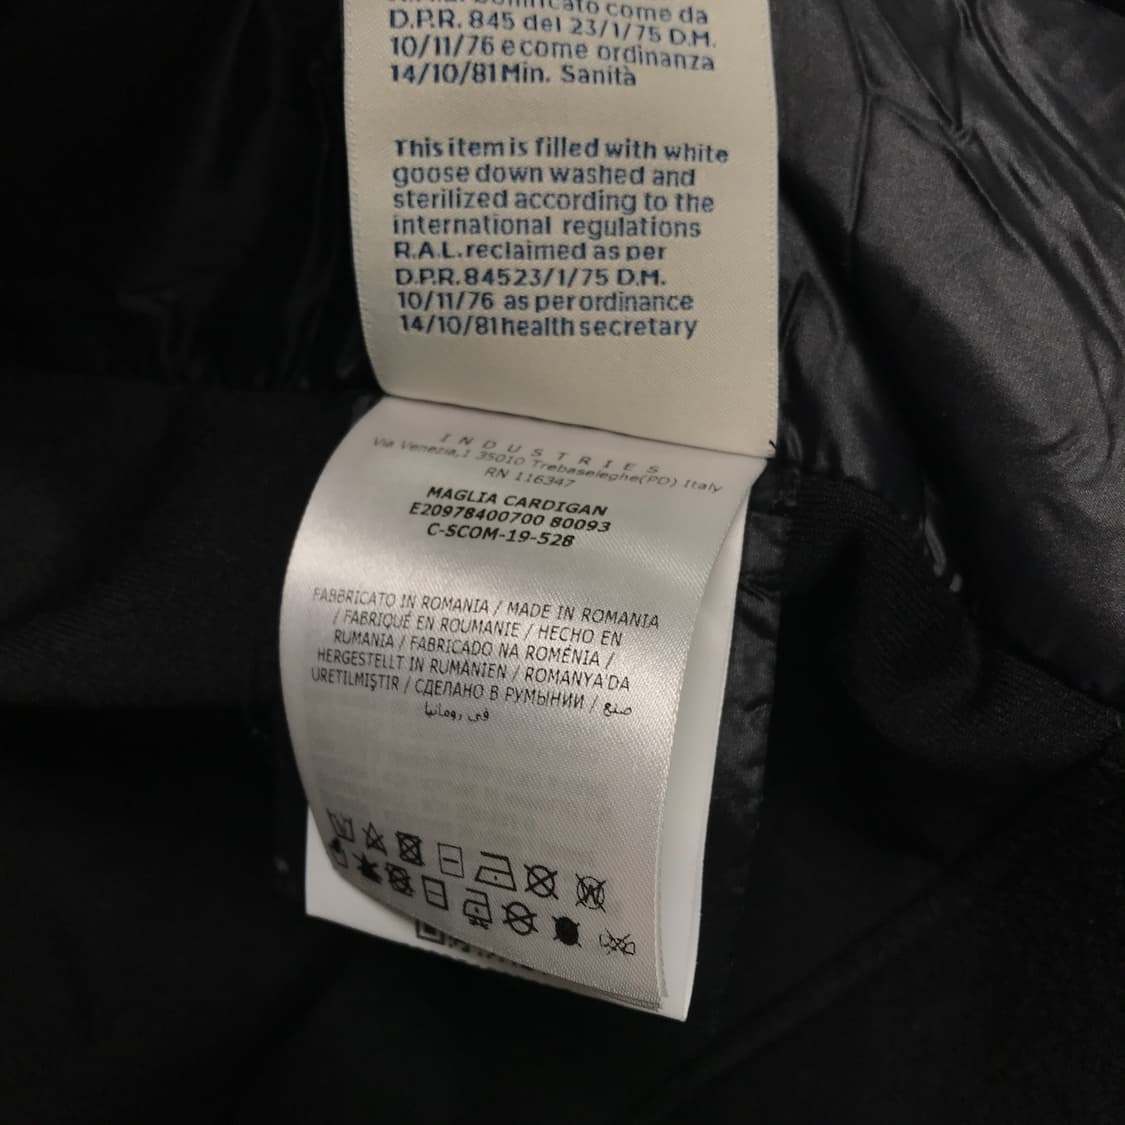 come da
D.P.R. 845 del 23/1/75 D.M.
10/11/76 e come ordinanza
14/10/81 Min. Sanità
This item is filled with white
goose down washed and
sterilized according to the
international regulations
R.A.L. reclaimed as per
D.P.R. 84523/1/75 D.M.
10/11/76 as per ordinance
14/10/81 health secretary
INDUSTRIES
Via Venezia,1 35010 Trebaseleghe(PD) Italy
RN 116347
MAGLIA CARDIGAN
E20978400700 80093
C-SCOM-19-528
FABBRICATO IN ROMANIA / MADE IN ROMANIA
/ FABRIQUÉ EN ROUMANIE / HECHO EN
RUMANIA / FABRICADO NA ROMÉNIA /
HERGESTELLT IN RUMÄNIEN / ROMANYA'DA
URETILMIŞTIR / СДЕЛАНО В РУМЫНИИ / صنع
في رومانيا